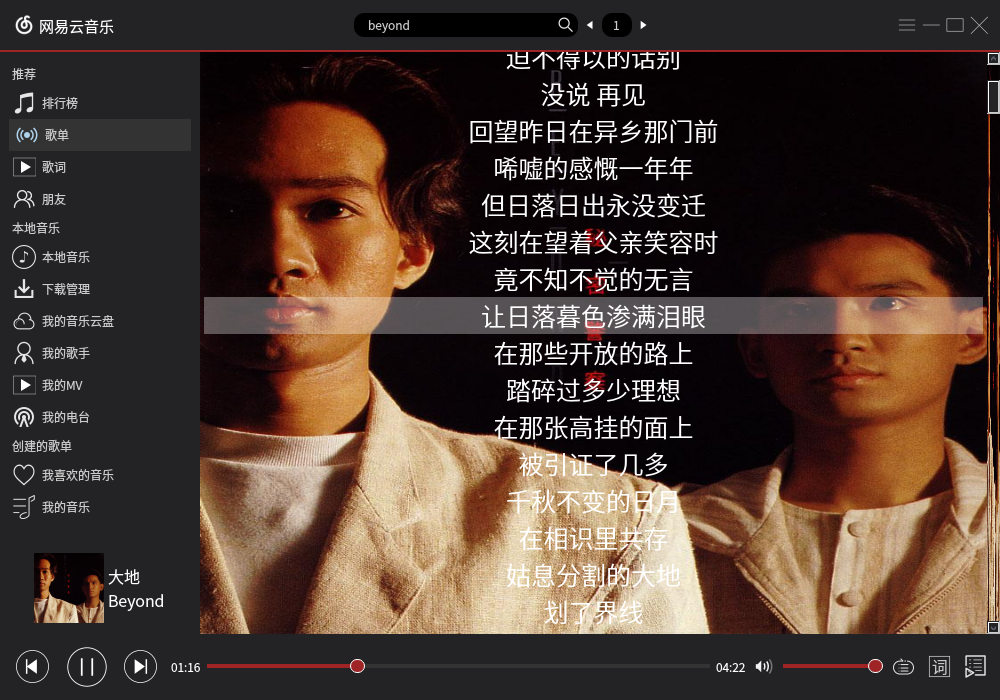 网易云音乐
beyond
1
推荐
排行榜
歌单
歌词
朋友
本地音乐
本地音乐
下载管理
我的音乐云盘
我的歌手
我的MV
我的电台
创建的歌单
我喜欢的音乐
我的音乐
大地
Beyond
迫不得以的话别
没说 再见
回望昨日在异乡那门前
唏嘘的感慨一年年
但日落日出永没变迁
这刻在望着父亲笑容时
竟不知不觉的无言
让日落暮色渗满泪眼
在那些开放的路上
踏碎过多少理想
在那张高挂的面上
被引证了几多
千秋不变的日月
在相识里共存
姑息分割的大地
划了界线
01:16
04:22
词